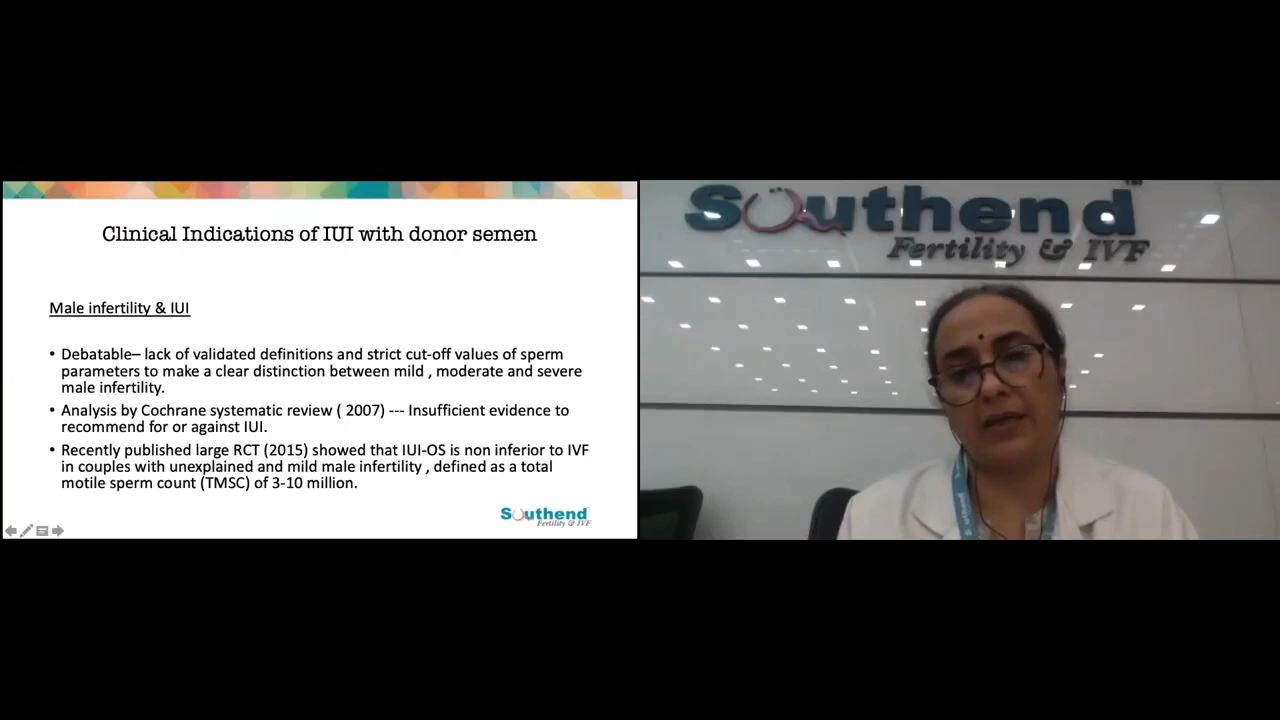 Clinical Indications of IUI with donor semen
Male infertility & IUI
• Debatable– lack of validated definitions and strict cut-off values of sperm
parameters to make a clear distinction between mild , moderate and severe
male infertility.
• Analysis by Cochrane systematic review ( 2007) --- Insufficient evidence to
recommend for or against IUI.
• Recently published large RCT (2015) showed that IUI-OS is non inferior to IVF
in couples with unexplained and mild male infertility , defined as a total
motile sperm count (TMSC) of 3-10 million.
Southend
Fertility & IVF
Southend
Fertility & IVF
Southend